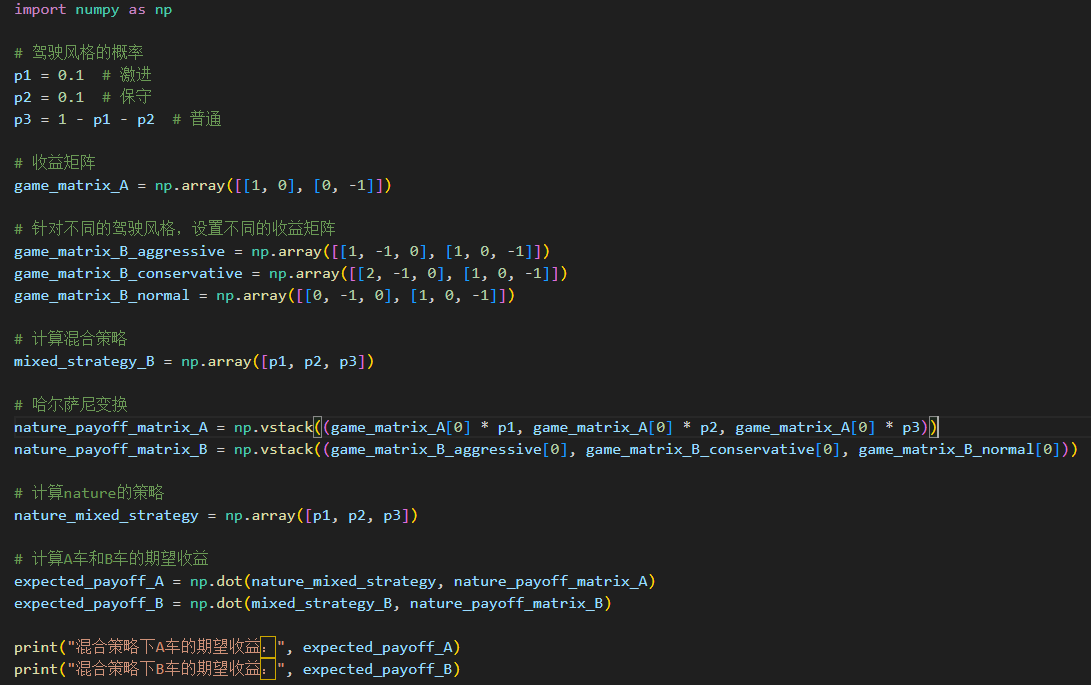 import numpy as np
# 驾驶风格的概率
p1 = 0.1  # 激进
p2 = 0.1  # 保守
p3 = 1 - p1 - p2  # 普通
# 收益矩阵
game_matrix_A = np.array([[1, 0], [0, -1]])
# 针对不同的驾驶风格，设置不同的收益矩阵
game_matrix_B_aggressive = np.array([[1, -1, 0], [1, 0, -1]])
game_matrix_B_conservative = np.array([[2, -1, 0], [1, 0, -1]])
game_matrix_B_normal = np.array([[0, -1, 0], [1, 0, -1]])
# 计算混合策略
mixed_strategy_B = np.array([p1, p2, p3])
# 哈尔萨尼变换
nature_payoff_matrix_A = np.vstack((game_matrix_A[0] * p1, game_matrix_A[0] * p2, game_matrix_A[0] * p3))
nature_payoff_matrix_B = np.vstack((game_matrix_B_aggressive[0], game_matrix_B_conservative[0], game_matrix_B_normal[0]))
# 计算nature的策略
nature_mixed_strategy = np.array([p1, p2, p3])
# 计算A车和B车的期望收益
expected_payoff_A = np.dot(nature_mixed_strategy, nature_payoff_matrix_A)
expected_payoff_B = np.dot(mixed_strategy_B, nature_payoff_matrix_B)
print("混合策略下A车的期望收益：", expected_payoff_A)
print("混合策略下B车的期望收益：", expected_payoff_B)